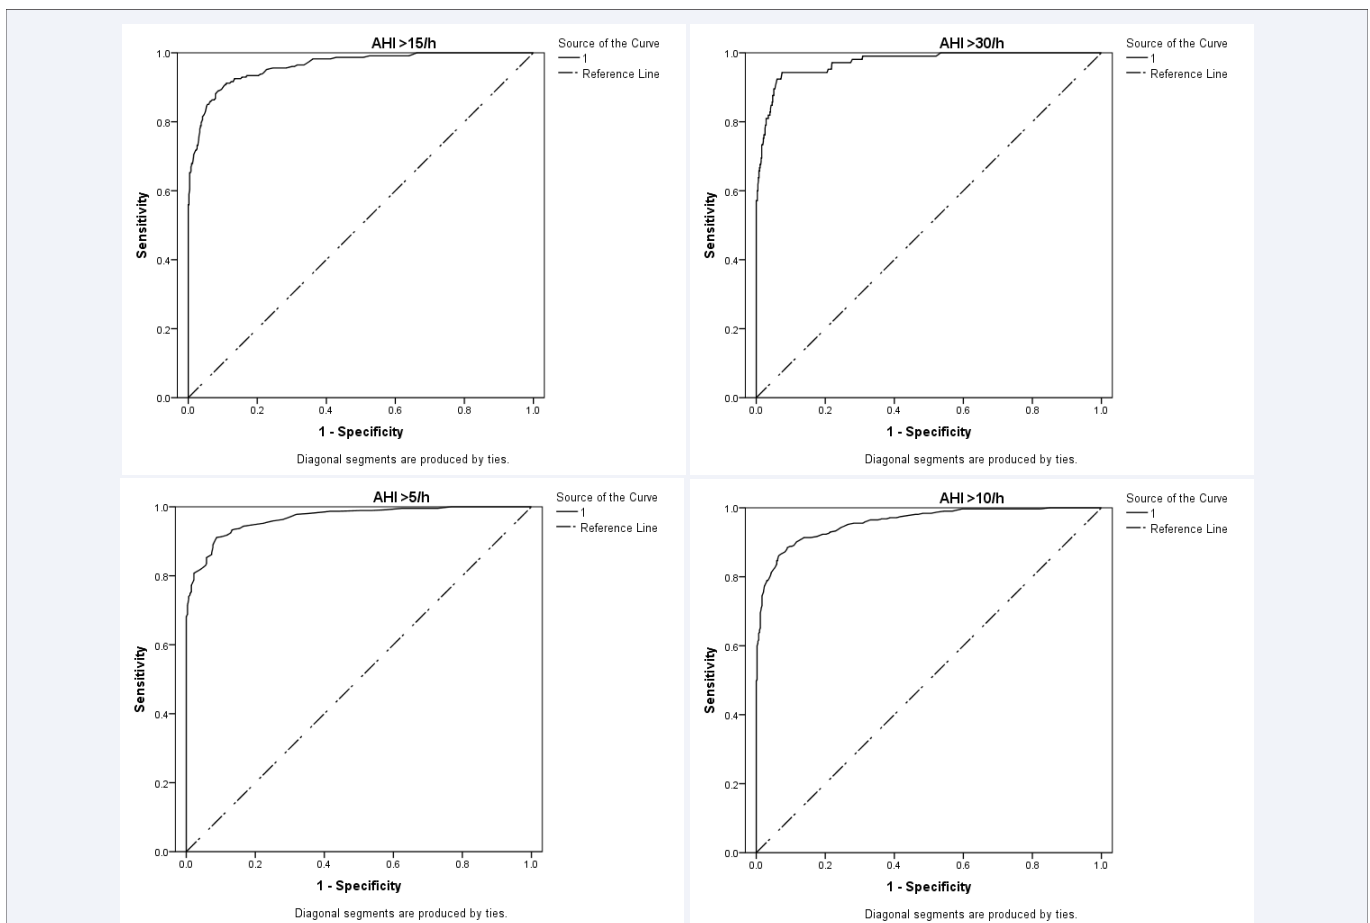 AHI >15/h
Source of the Curve
1
Reference Line
1.0
0.8
0.6
0.4
0.2
0.0
Sensitivity
0.0 0.2 0.4 0.6 0.8 1.0
1 - Specificity
Diagonal segments are produced by ties.
AHI >30/h
Source of the Curve
1
Reference Line
1.0
0.8
0.6
0.4
0.2
0.0
Sensitivity
0.0 0.2 0.4 0.6 0.8 1.0
1 - Specificity
Diagonal segments are produced by ties.
AHI >5/h
Source of the Curve
1
Reference Line
1.0
0.8
0.6
0.4
0.2
0.0
Sensitivity
0.0 0.2 0.4 0.6 0.8 1.0
1 - Specificity
Diagonal segments are produced by ties.
AHI >10/h
Source of the Curve
1
Reference Line
1.0
0.8
0.6
0.4
0.2
0.0
Sensitivity
0.0 0.2 0.4 0.6 0.8 1.0
1 - Specificity
Diagonal segments are produced by ties.